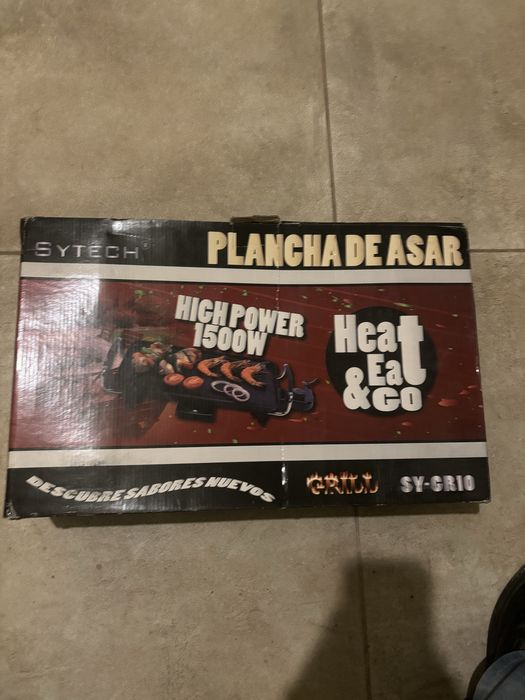 SYTECH®
PLANCHA DE ASAR
HIGH POWER
1500W
Heat
Eat
& GO
DESCUBRE SABORES NUEVOS
GRILL
SY-GR10